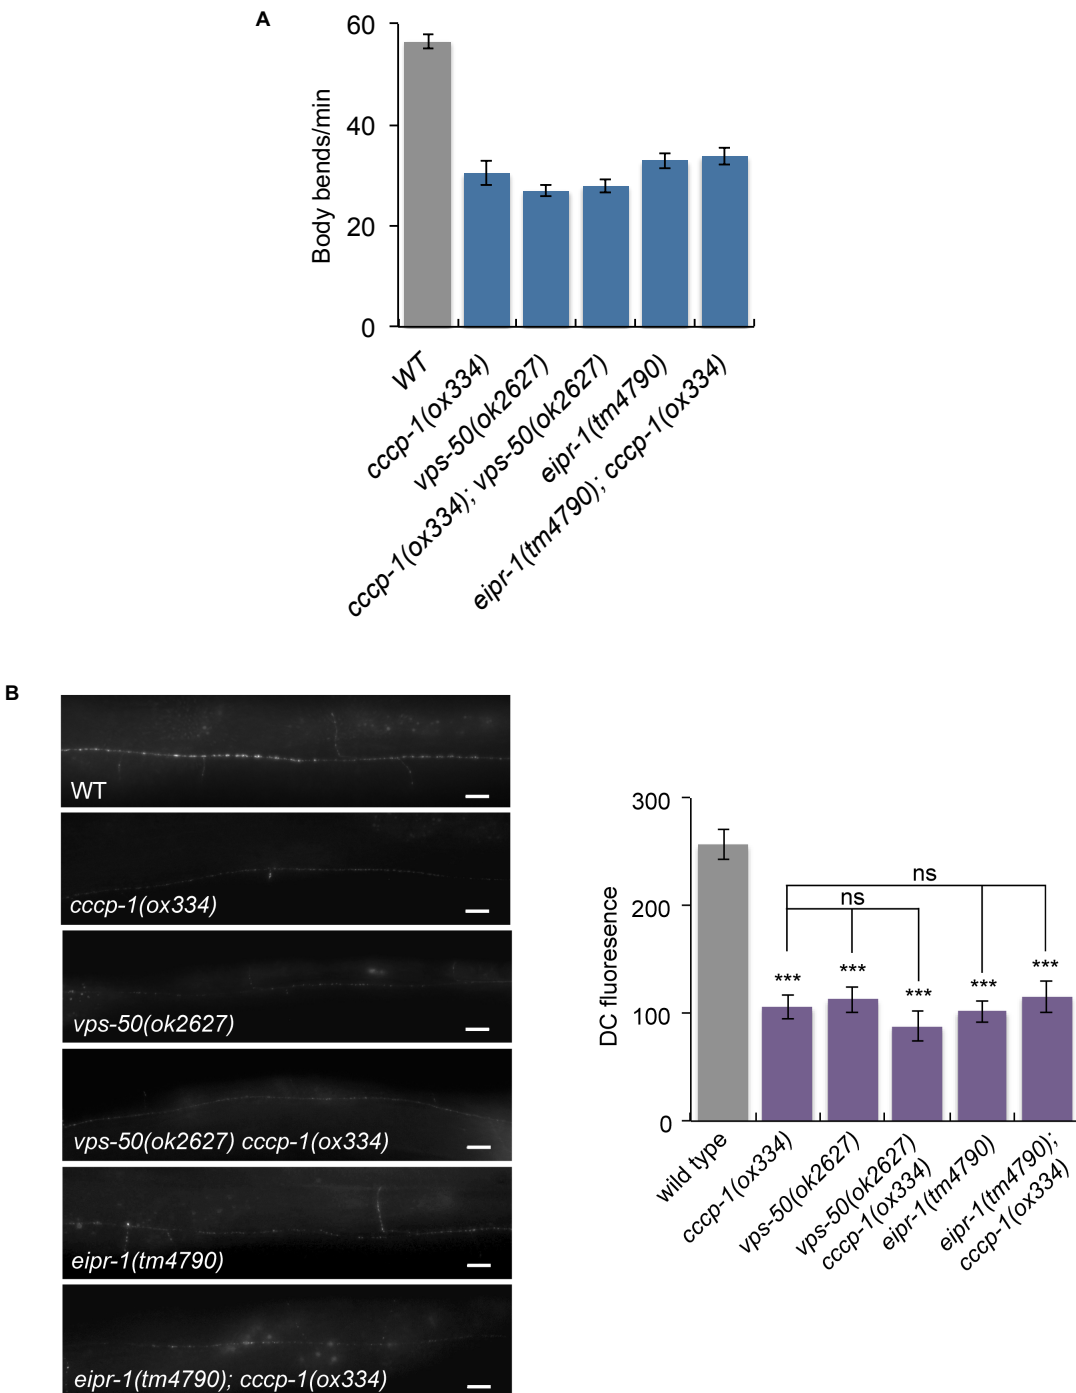 A
60
40
20
0
Body bends/min
WT
cccp-1(ox334)
vps-50(ok2627)
cccp-1(ox334); vps-50(ok2627)
eipr-1(tm4790)
eipr-1(tm4790); cccp-1(ox334)
B
WT
cccp-1(ox334)
vps-50(ok2627)
vps-50(ok2627) cccp-1(ox334)
eipr-1(tm4790)
eipr-1(tm4790); cccp-1(ox334)
300
200
100
0
DC fluoresence
ns
ns
***
***
***
***
***
wild type
cccp-1(ox334)
vps-50(ok2627)
vps-50(ok2627)
cccp-1(ox334)
eipr-1(tm4790)
eipr-1(tm4790);
cccp-1(ox334)